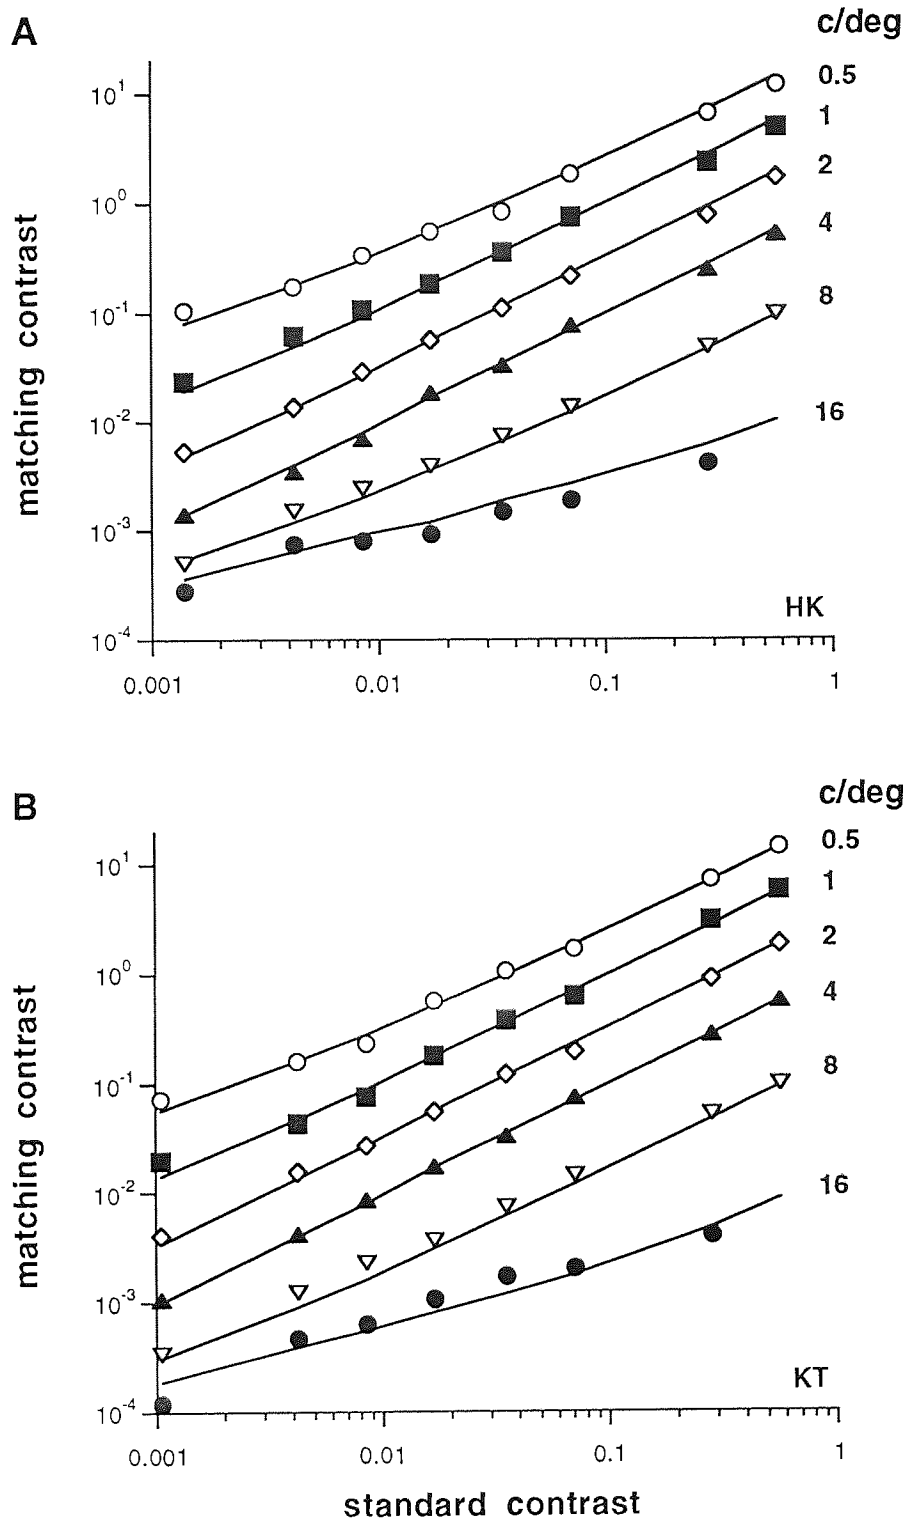 A
c/deg
0.5
1
2
4
8
16
10^1
10^0
10^-1
10^-2
10^-3
10^-4
matching contrast
HK
0.001 0.01 0.1 1
B
c/deg
0.5
1
2
4
8
16
10^1
10^0
10^-1
10^-2
10^-3
10^-4
matching contrast
KT
0.001 0.01 0.1 1
standard contrast